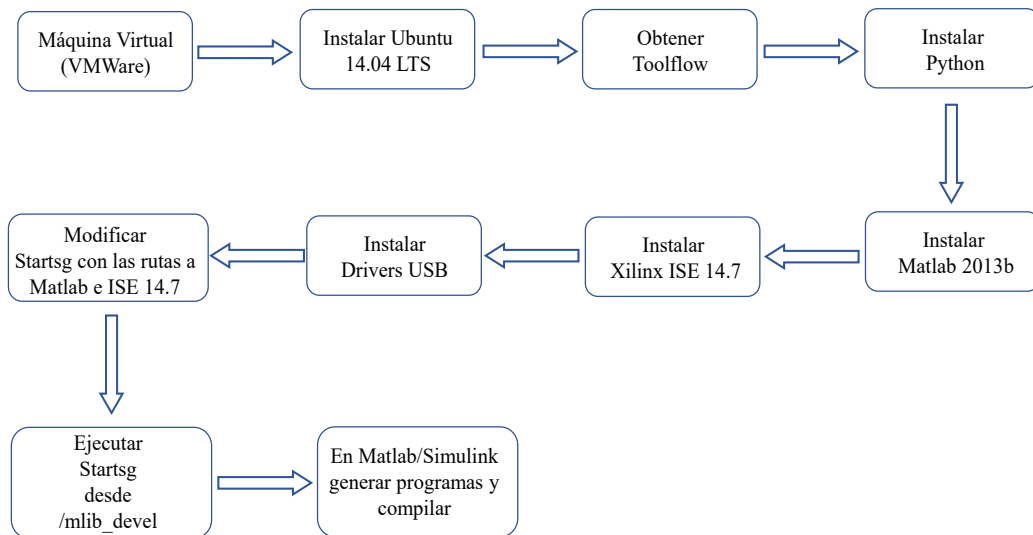 Máquina Virtual
(VMWare)
Instalar Ubuntu
14.04 LTS
Obtener
Toolflow
Instalar
Python
Instalar
Matlab 2013b
Instalar
Xilinx ISE 14.7
Instalar
Drivers USB
Modificar
Startsg con las rutas a
Matlab e ISE 14.7
Ejecutar
Startsg
desde
/mlib_devel
En Matlab/Simulink
generar programas y
compilar